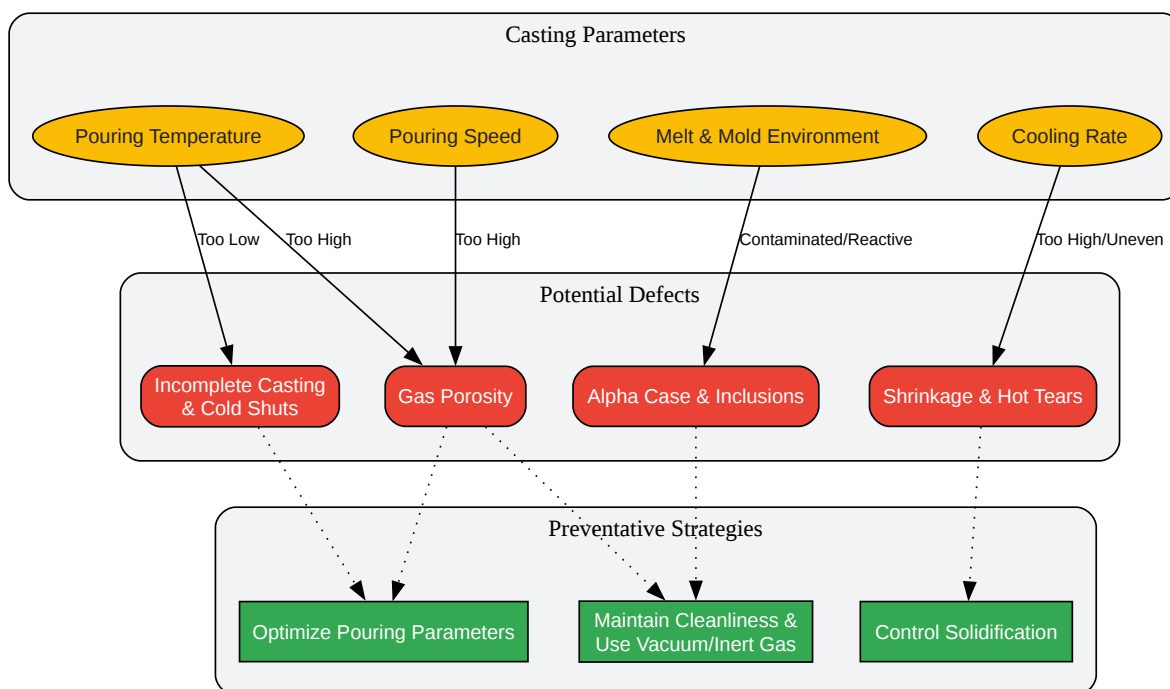 Casting Parameters
Pouring Temperature
Pouring Speed
Melt & Mold Environment
Cooling Rate
Too Low
Too High
Too High
Contaminated/Reactive
Too High/Uneven
Potential Defects
Incomplete Casting
& Cold Shuts
Gas Porosity
Alpha Case & Inclusions
Shrinkage & Hot Tears
Preventative Strategies
Optimize Pouring Parameters
Maintain Cleanliness &
Use Vacuum/Inert Gas
Control Solidification